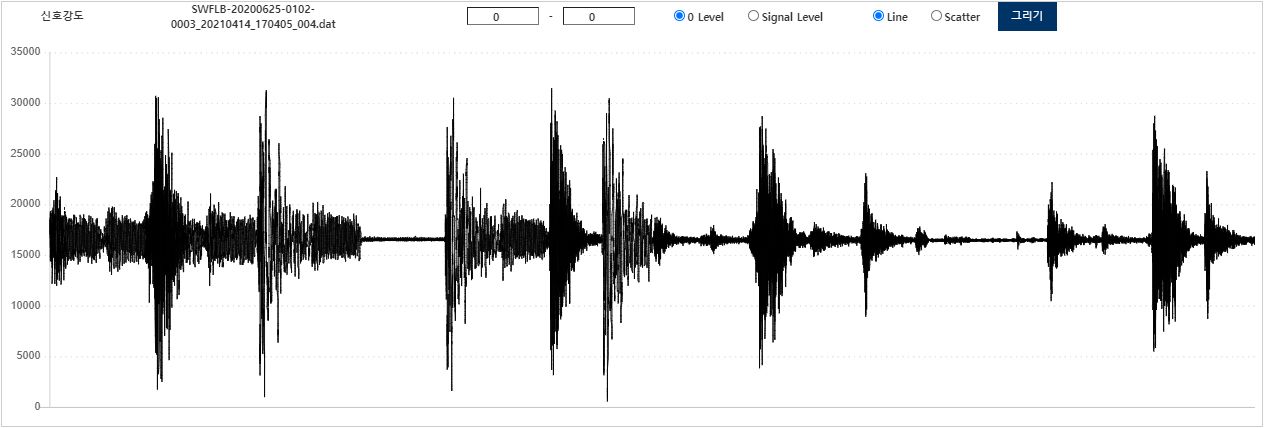 신호강도
SWFLB-20200625-0102-
0003_20210414_170405_004.dat
0 - 0
0 Level Signal Level
Line Scatter
그리기
35000
30000
25000
20000
15000
10000
5000
0